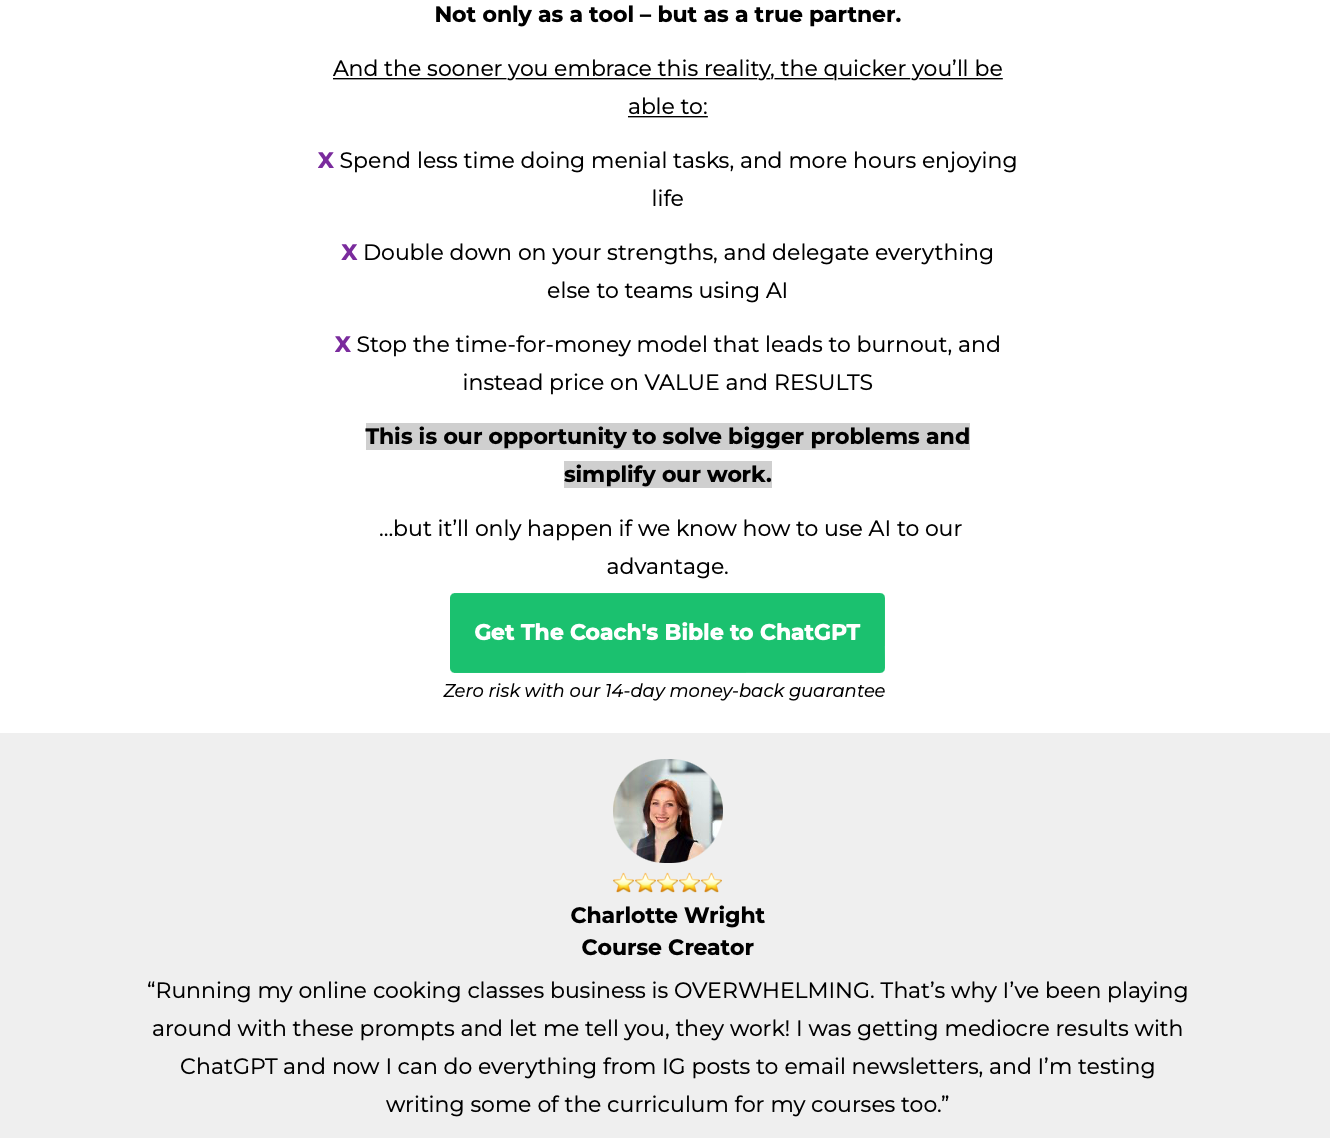 Not only as a tool – but as a true partner.
And the sooner you embrace this reality, the quicker you’ll be
able to:
X Spend less time doing menial tasks, and more hours enjoying
life
X Double down on your strengths, and delegate everything
else to teams using AI
X Stop the time-for-money model that leads to burnout, and
instead price on VALUE and RESULTS
This is our opportunity to solve bigger problems and
simplify our work.
…but it’ll only happen if we know how to use AI to our
advantage.
Get The Coach's Bible to ChatGPT
Zero risk with our 14-day money-back guarantee
Charlotte Wright
Course Creator
“Running my online cooking classes business is OVERWHELMING. That’s why I’ve been playing
around with these prompts and let me tell you, they work! I was getting mediocre results with
ChatGPT and now I can do everything from IG posts to email newsletters, and I’m testing
writing some of the curriculum for my courses too.”